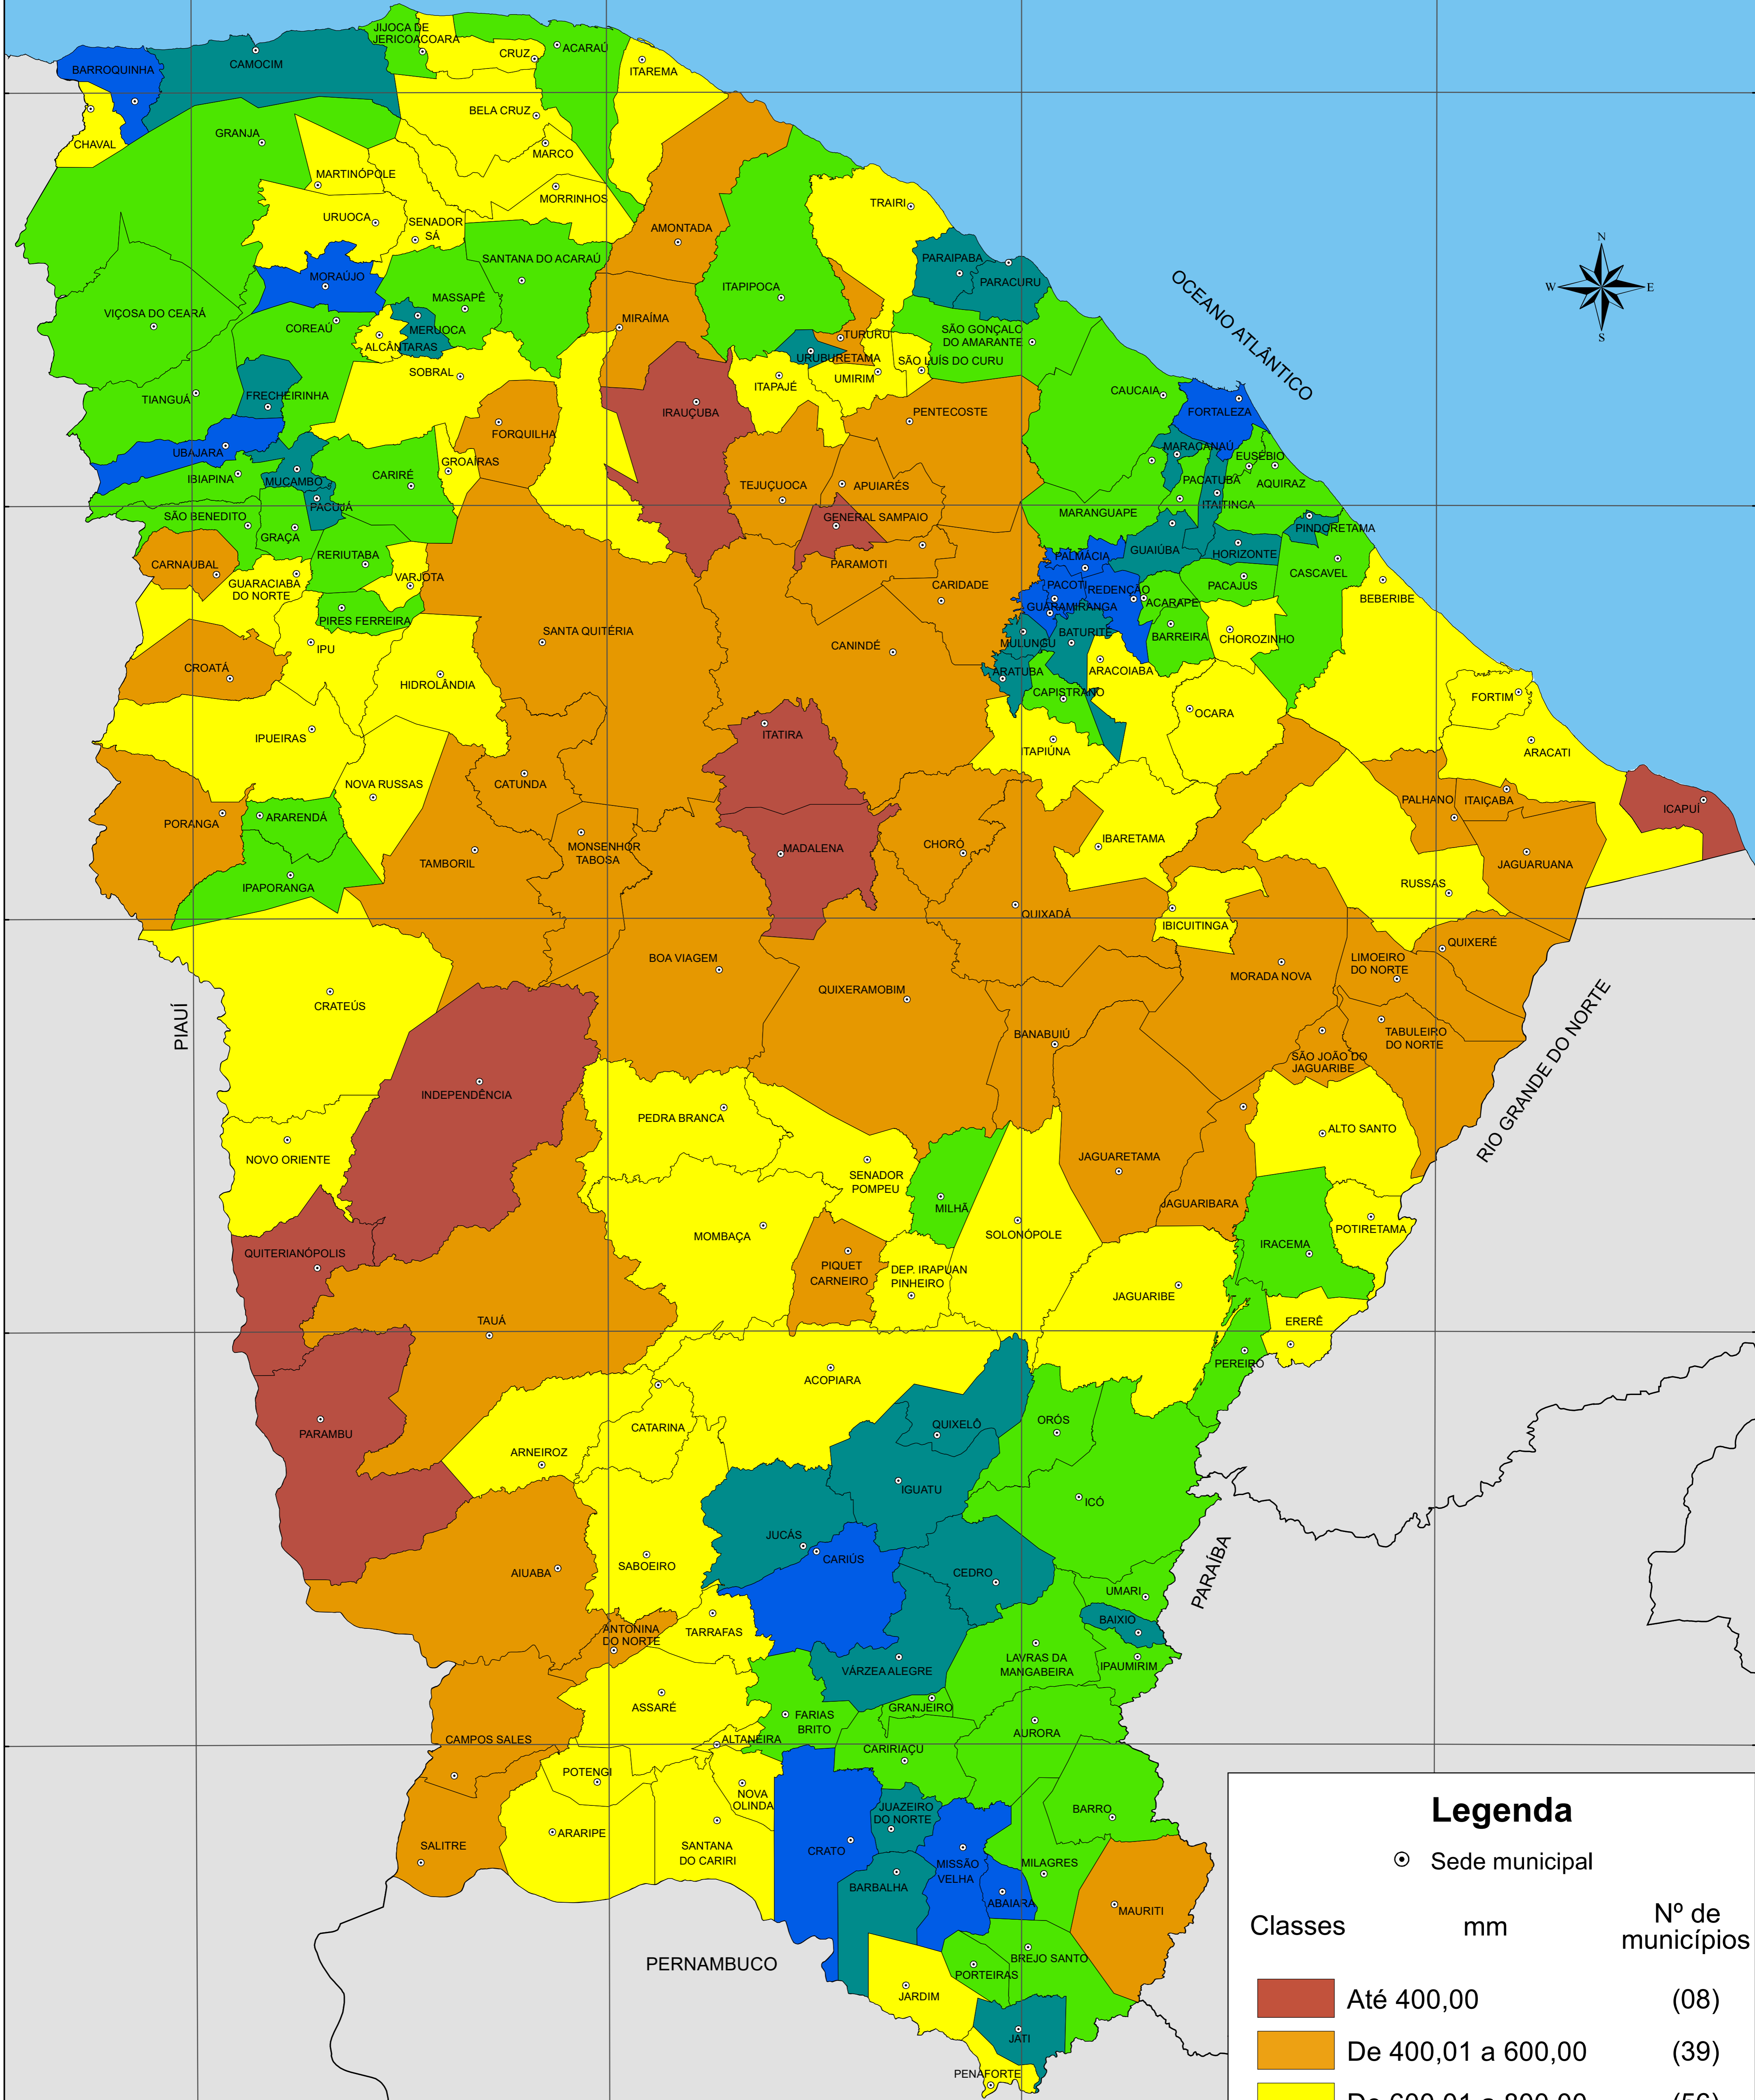 JIJOCA DE
JERICOACOARA
CRUZ
ACARAÚ
ITAREMA
BARROQUINHA
CAMOCIM
BELA CRUZ
CHAVAL
GRANJA
MARCO
MARTINÓPOLE
MORRINHOS
URUOCA
SENADOR
SÁ
AMONTADA
TRAIRI
N
W
E
S
MORAÚJO
SANTANA DO ACARAÚ
ITAPIPOCA
PARAIPABA
PARACURU
OCEANO ATLÂNTICO
VIÇOSA DO CEARÁ
MASSAPÊ
COREAÚ
MERUOCA
ALCÂNTARAS
MIRAÍMA
TURURU
URUBURETAMA
SÃO GONÇALO
DO AMARANTE
SÃO LUÍS DO CURU
UMIRIM
SOBRAL
ITAPAJÉ
TIANGUÁ
FRECHEIRINHA
IRAUÇUBA
PENTECOSTE
CAUCAIA
FORTALEZA
FORQUILHA
UBAJARA
MUCAMBO
CARIRÉ
GROAÍRAS
IBIAPINA
TEJUÇUOCA
APUIARÉS
MARACANAÚ
EUSÉBIO
PACATUBA
AQUIRAZ
ITAITINGA
PACUJÁ
SÃO BENEDITO
GRAÇA
GENERAL SAMPAIO
MARANGUAPE
PINDORETAMA
RERIUTABA
CARNAUBAL
GUARACIABA
DO NORTE
VARJOTA
PARAMOTI
PALMÁCIA
GUAIÚBA
HORIZONTE
CASCAVEL
PIRES FERREIRA
CARIDADE
PACOTI
REDENÇÃO
GUARAMIRANGA
ACARAPE
PACAJUS
BEBERIBE
IPU
SANTA QUITÉRIA
CANINDÉ
MULUNGU
BATURITÉ
BARREIRA
CHOROZINHO
CROATÁ
HIDROLÂNDIA
ARATUBA
ARACOIABA
CAPISTRANO
OCARA
FORTIM
IPUEIRAS
ITATIRA
ITAPIÚNA
ARACATI
NOVA RUSSAS
CATUNDA
PORANGA
ARARENDÁ
PALHANO
ITAIÇABA
ICAPUÍ
MONSENHOR
TABOSA
MADALENA
CHORÓ
IBARETAMA
TAMBORIL
JAGUARUANA
IPAPORANGA
RUSSAS
QUIXADÁ
IBICUITINGA
QUIXERÉ
BOA VIAGEM
LIMOEIRO
DO NORTE
MORADA NOVA
QUIXERAMOBIM
CRATEÚS
PIAUÍ
BANABUIÚ
TABULEIRO
DO NORTE
SÃO JOÃO DO
JAGUARIBE
RIO GRANDE DO NORTE
INDEPENDÊNCIA
PEDRA BRANCA
ALTO SANTO
NOVO ORIENTE
SENADOR
POMPEU
JAGUARETAMA
MILHÃ
JAGUARIBARA
MOMBAÇA
SOLONÓPOLE
POTIRETAMA
QUITERIANÓPOLIS
IRACEMA
PIQUET
CARNEIRO
DEP. IRAPUAN
PINHEIRO
JAGUARIBE
TAUÁ
ERERÊ
PEREIRO
ACOPIARA
PARAMBU
CATARINA
QUIXELÔ
ORÓS
ARNEIROZ
IGUATU
ICÓ
JUCÁS
CARIÚS
SABOEIRO
AIUABA
CEDRO
UMARI
PARAÍBA
BAIXIO
ANTONINA
DO NORTE
TARRAFAS
LAVRAS DA
MANGABEIRA
IPAUMIRIM
VÁRZEA ALEGRE
ASSARÉ
GRANJEIRO
FARIAS
BRITO
AURORA
CAMPOS SALES
ALTANEIRA
CARIRIAÇU
POTENGI
NOVA
OLINDA
JUAZEIRO
DO NORTE
BARRO
ARARIPE
SALITRE
SANTANA
DO CARIRI
CRATO
MISSÃO
VELHA
MILAGRES
BARBALHA
ABAIARA
MAURITI
PERNAMBUCO
BREJO SANTO
PORTEIRAS
JARDIM
JATI
PENAFORTE
Legenda
Sede municipal
Classes mm Nº de
municípios
Até 400,00 (08)
De 400,01 a 600,00 (39)
De 600,01 a 800,00 (56)